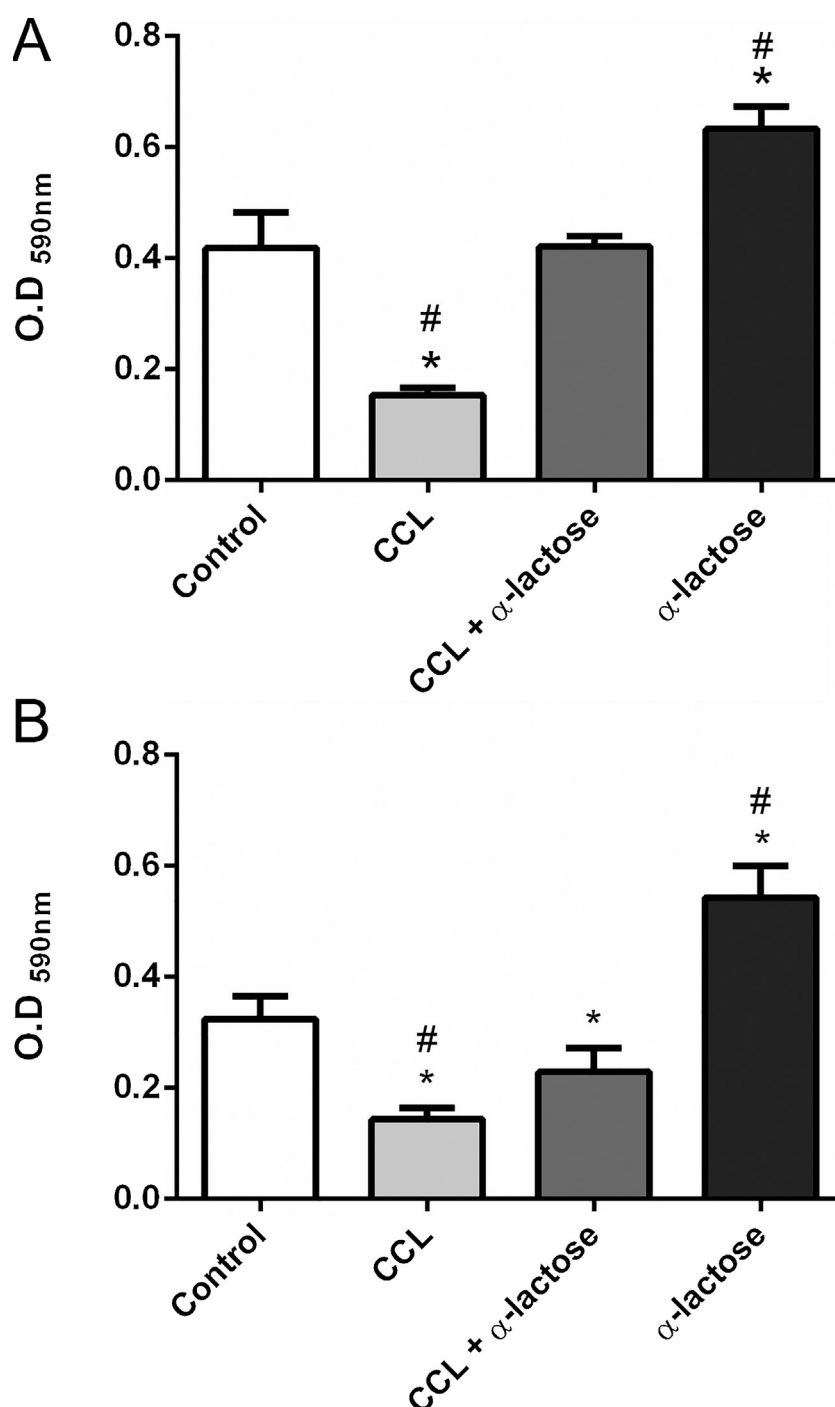 A
0.8
0.6
0.4
0.2
0.0
O.D 590nm
#
*
#
*
Control
CCL
CCL + α-lactose
α-lactose
B
0.8
0.6
0.4
0.2
0.0
O.D 590nm
#
*
*
#
*
Control
CCL
CCL + α-lactose
α-lactose